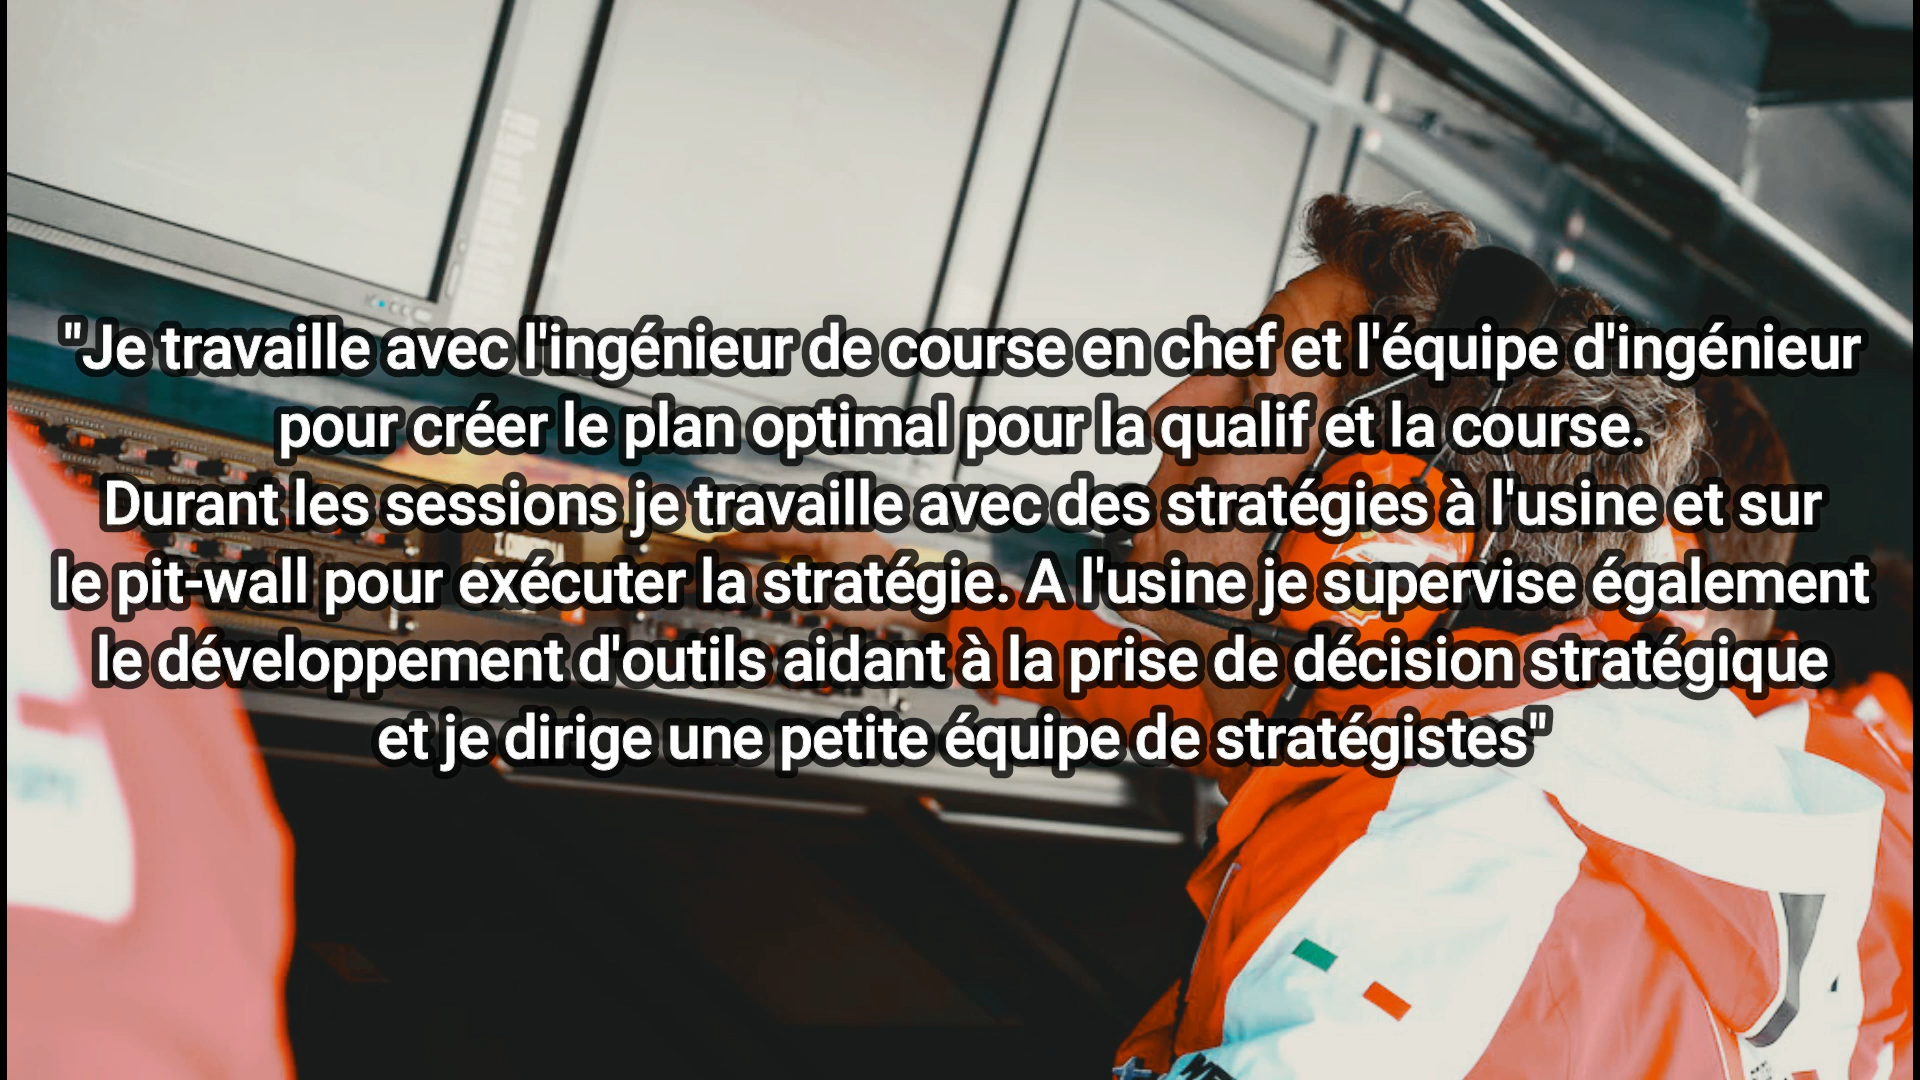 "Je travaille avec l'ingénieur de course en chef et l'équipe d'ingénieur
pour créer le plan optimal pour la qualif et la course.
Durant les sessions je travaille avec des stratégies à l'usine et sur
le pit-wall pour exécuter la stratégie. A l'usine je supervise également
le développement d'outils aidant à la prise de décision stratégique
et je dirige une petite équipe de stratégistes"